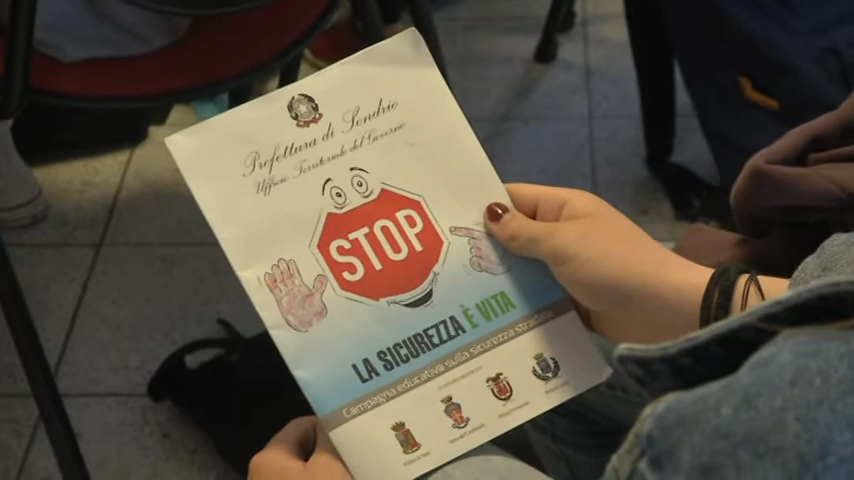 Prefettura di Sondrio
Ufficio Territoriale del Governo
STOP
LA SICUREZZA È VITA
Campagna educativa sulla sicurezza stradale